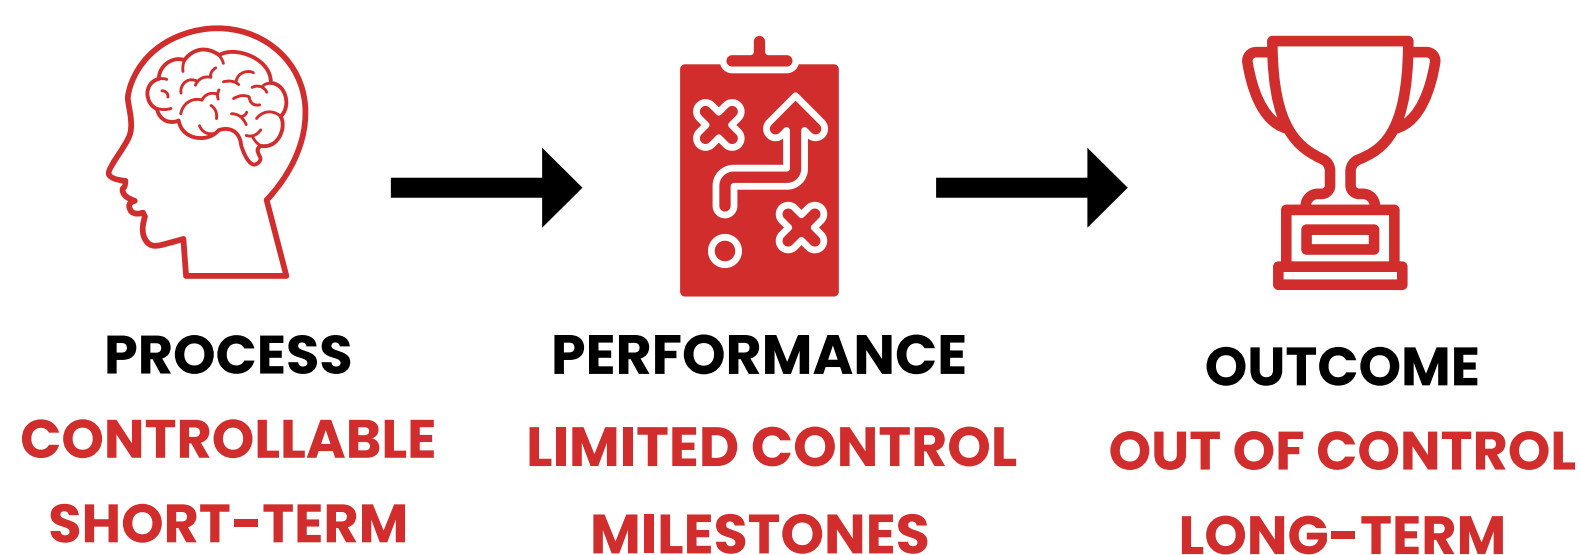 PROCESS
CONTROLLABLE
SHORT-TERM
PERFORMANCE
LIMITED CONTROL
MILESTONES
OUTCOME
OUT OF CONTROL
LONG-TERM